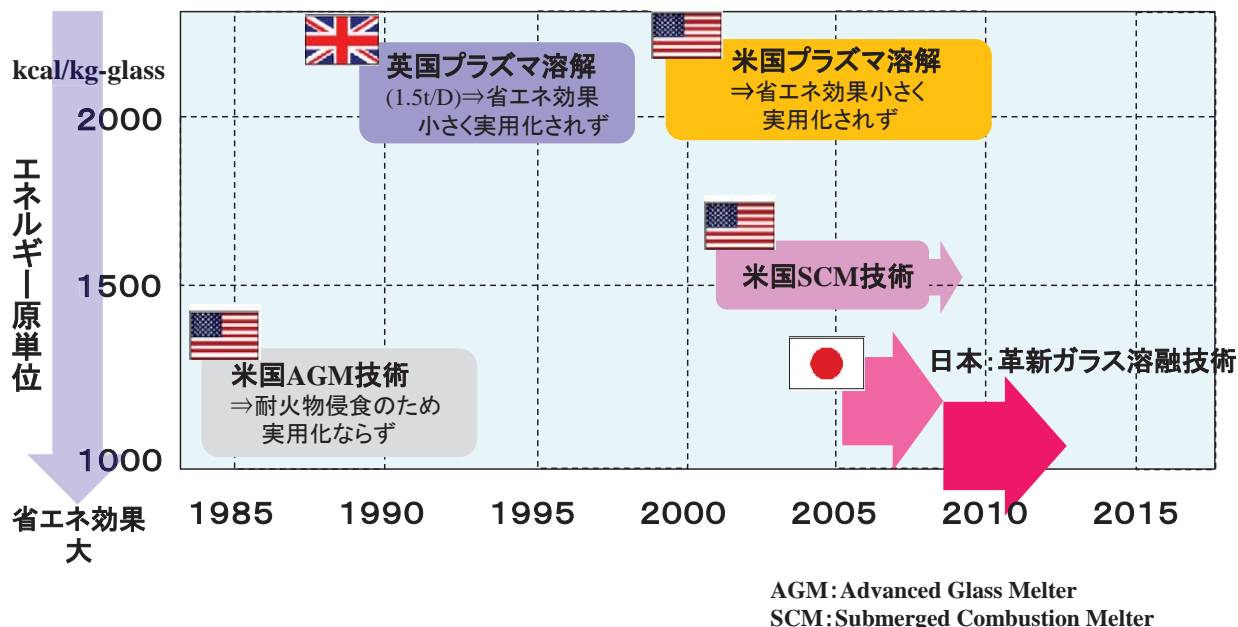 kcal/kg-glass
2000
1500
1000
エネルギー原単位
省エネ効果
大
英国プラズマ溶解
(1.5t/D)⇒省エネ効果
小さく実用化されず
米国プラズマ溶解
⇒省エネ効果小さく
実用化されず
米国SCM技術
米国AGM技術
⇒耐火物侵食のため
実用化ならず
日本：革新ガラス溶融技術
1985
1990
1995
2000
2005
2010
2015
AGM：Advanced Glass Melter
SCM：Submerged Combustion Melter